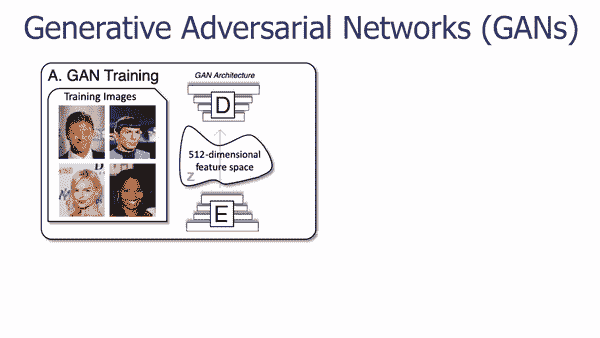 Generative Adversarial Networks (GANs)
A. GAN Training
Training Images
GAN Architecture
D
512-dimensional
feature space
z
E